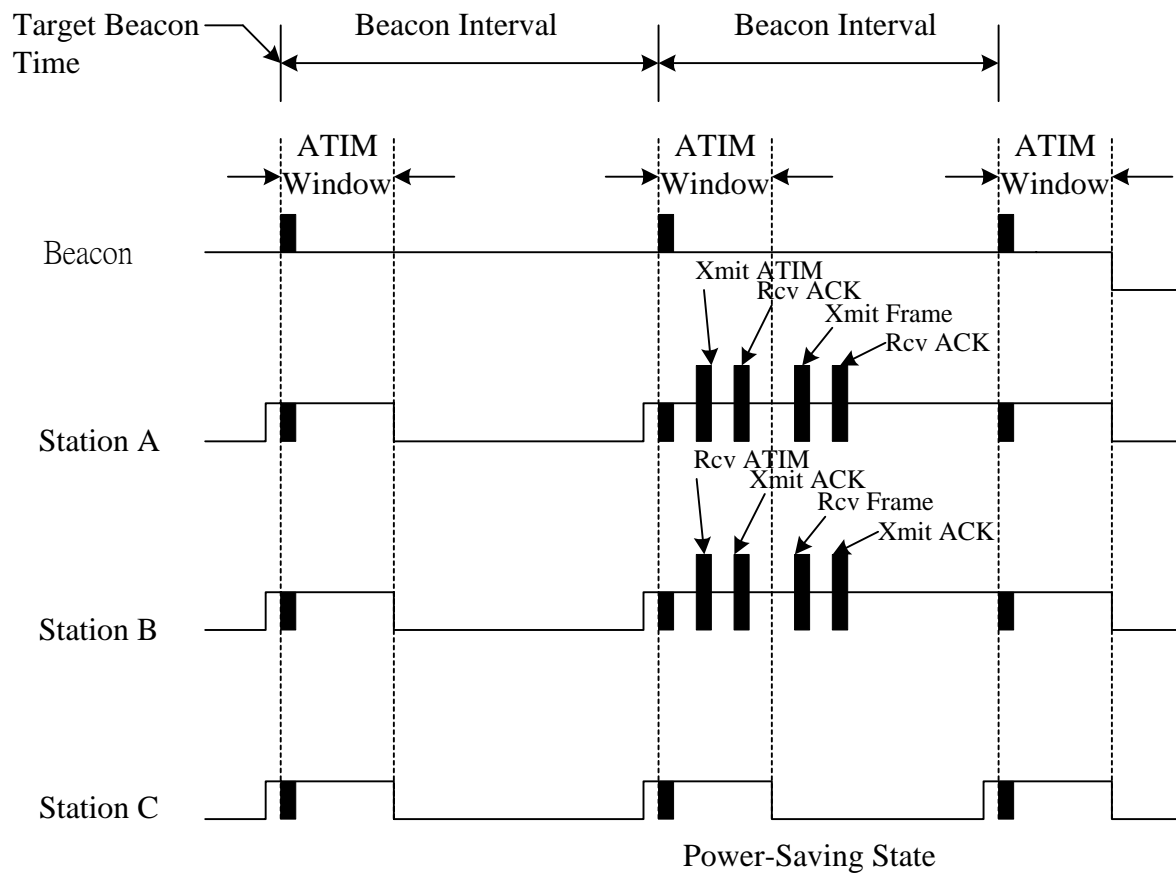 Target Beacon
Time
Beacon Interval
Beacon Interval
ATIM
Window
ATIM
Window
ATIM
Window
Beacon
Xmit ATIM
Rcv ACK
Xmit Frame
Rcv ACK
Station A
Rcv ATIM
Xmit ACK
Rcv Frame
Xmit ACK
Station B
Station C
Power-Saving State